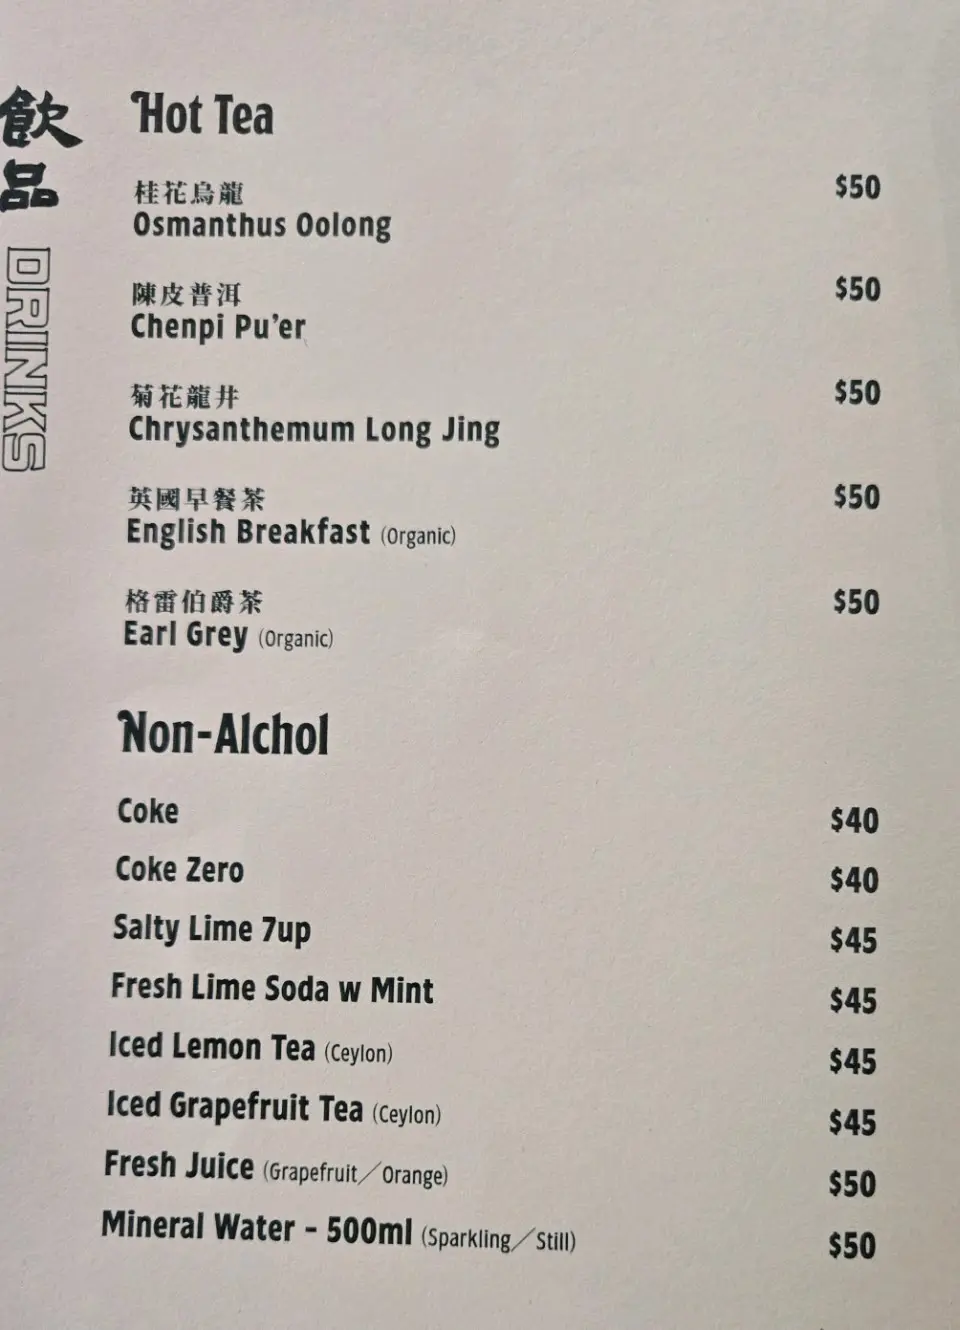 飲品
DRINKS
Hot Tea
桂花烏龍
Osmanthus Oolong $50
陳皮普洱
Chenpi Pu’er $50
菊花龍井
Chrysanthemum Long Jing $50
英國早餐茶
English Breakfast (Organic) $50
格雷伯爵茶
Earl Grey (Organic) $50
Non-Alchol
Coke $40
Coke Zero $40
Salty Lime 7up $45
Fresh Lime Soda w Mint $45
Iced Lemon Tea (Ceylon) $45
Iced Grapefruit Tea (Ceylon) $45
Fresh Juice (Grapefruit／Orange) $50
Mineral Water - 500ml (Sparkling／Still) $50